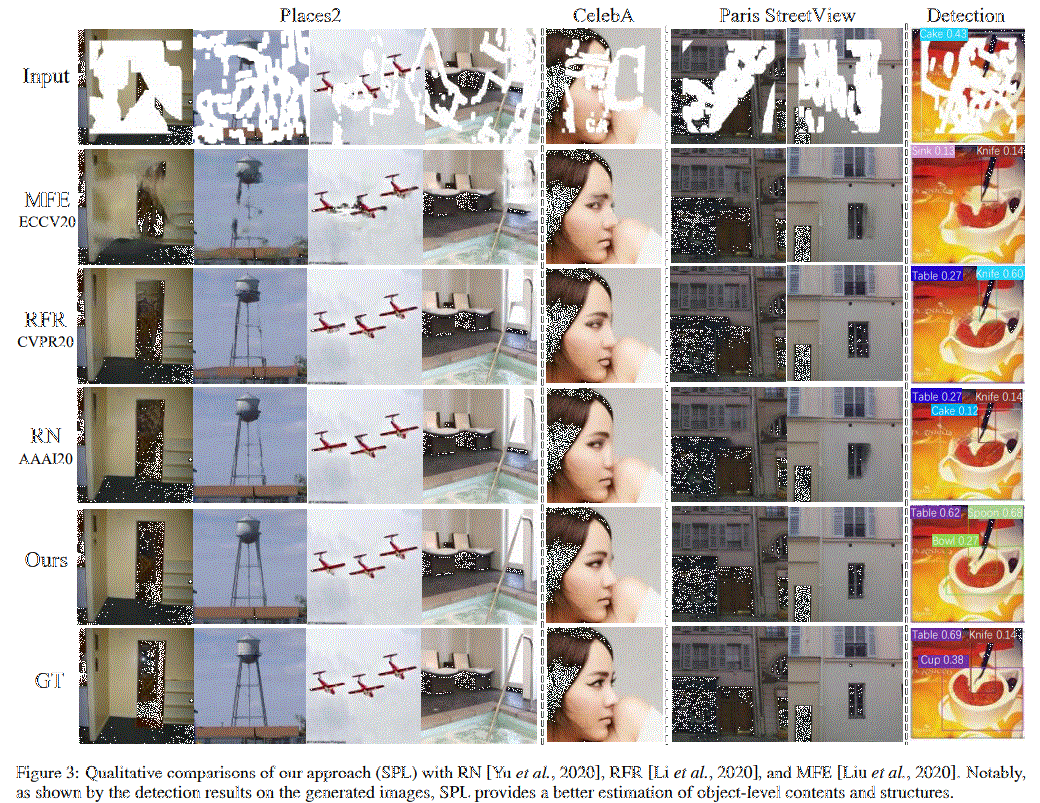 Places2 CelebA Paris StreetView Detection
Input
Cake 0.43
MFE
ECCV20
Sink 0.13 Knife 0.14
RFR
CVPR20
Table 0.27 Knife 0.60
RN
AAAI20
Table 0.27 Knife 0.14
Cake 0.12
Ours
Table 0.62 Spoon 0.68
Bowl 0.27
GT
Table 0.69 Knife 0.14
Cup 0.38
Figure 3: Qualitative comparisons of our approach (SPL) with RN [Yu et al., 2020], RFR [Li et al., 2020], and MFE [Liu et al., 2020]. Notably,
as shown by the detection results on the generated images, SPL provides a better estimation of object-level contents and structures.